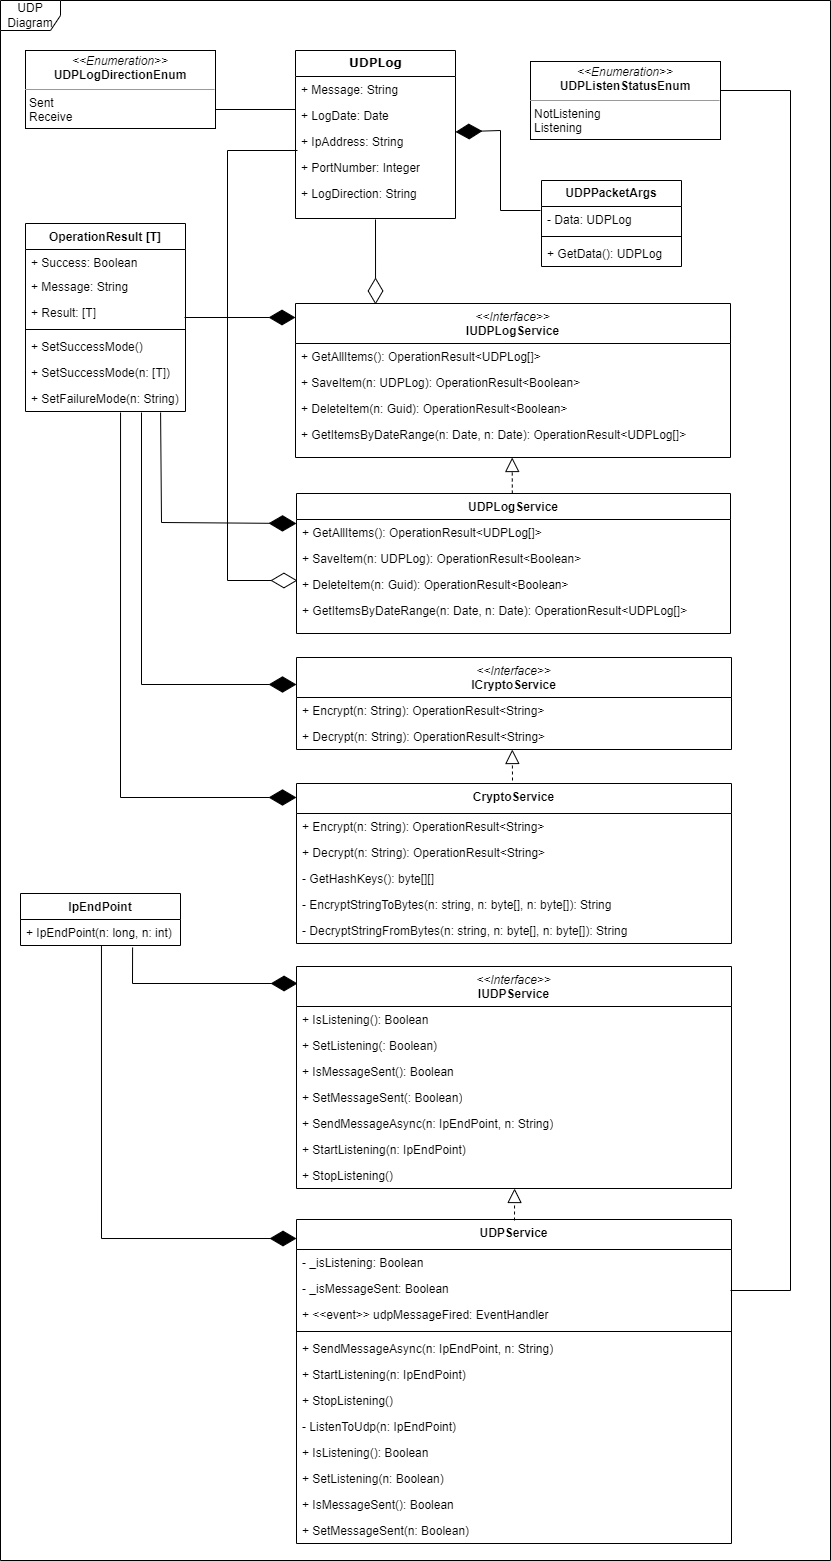 UDP
Diagram
<<Enumeration>>
UDPLogDirectionEnum
Sent
Receive
UDPLog
+ Message: String
+ LogDate: Date
+ IpAddress: String
+ PortNumber: Integer
+ LogDirection: String
<<Enumeration>>
UDPListenStatusEnum
NotListening
Listening
UDPPacketArgs
- Data: UDPLog
+ GetData(): UDPLog
OperationResult [T]
+ Success: Boolean
+ Message: String
+ Result: [T]
+ SetSuccessMode()
+ SetSuccessMode(n: [T])
+ SetFailureMode(n: String)
<<Interface>>
IUDPLogService
+ GetAllItems(): OperationResult<UDPLog[]>
+ SaveItem(n: UDPLog): OperationResult<Boolean>
+ DeleteItem(n: Guid): OperationResult<Boolean>
+ GetItemsByDateRange(n: Date, n: Date): OperationResult<UDPLog[]>
UDPLogService
+ GetAllItems(): OperationResult<UDPLog[]>
+ SaveItem(n: UDPLog): OperationResult<Boolean>
+ DeleteItem(n: Guid): OperationResult<Boolean>
+ GetItemsByDateRange(n: Date, n: Date): OperationResult<UDPLog[]>
<<Interface>>
ICryptoService
+ Encrypt(n: String): OperationResult<String>
+ Decrypt(n: String): OperationResult<String>
CryptoService
+ Encrypt(n: String): OperationResult<String>
+ Decrypt(n: String): OperationResult<String>
- GetHashKeys(): byte[][]
- EncryptStringToBytes(n: string, n: byte[], n: byte[]): String
- DecryptStringFromBytes(n: string, n: byte[], n: byte[]): String
IpEndPoint
+ IpEndPoint(n: long, n: int)
<<Interface>>
IUDPService
+ IsListening(): Boolean
+ SetListening(: Boolean)
+ IsMessageSent(): Boolean
+ SetMessageSent(: Boolean)
+ SendMessageAsync(n: IpEndPoint, n: String)
+ StartListening(n: IpEndPoint)
+ StopListening()
UDPService
- _isListening: Boolean
- _isMessageSent: Boolean
+ <<event>> udpMessageFired: EventHandler
+ SendMessageAsync(n: IpEndPoint, n: String)
+ StartListening(n: IpEndPoint)
+ StopListening()
- ListenToUdp(n: IpEndPoint)
+ IsListening(): Boolean
+ SetListening(n: Boolean)
+ IsMessageSent(): Boolean
+ SetMessageSent(n: Boolean)